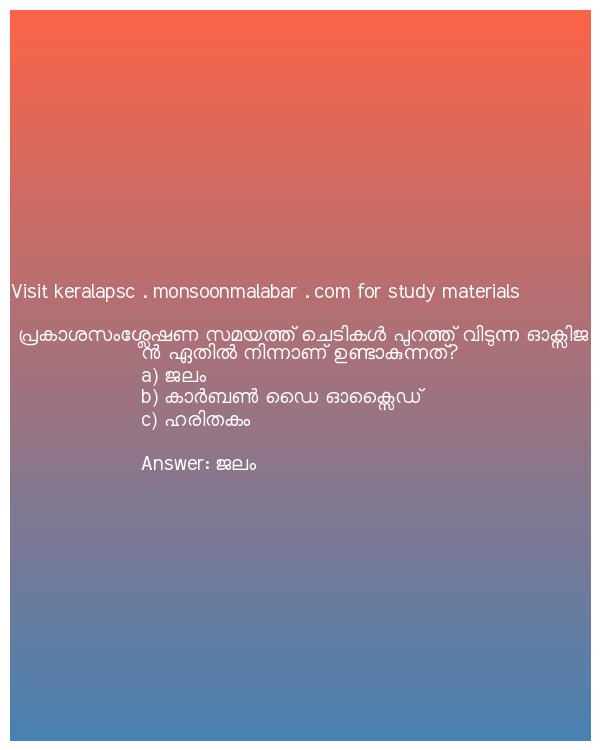 Visit keralapsc . monsoonmalabar . com for study materials
പ്രകാശസംശ്ലേഷണ സമയത്ത് ചെടികൾ പുറത്ത് വിടുന്ന ഓക്സിജ
ൻ ഏതിൽ നിന്നാണ് ഉണ്ടാകുന്നത്?
a) ജലം
b) കാർബൺ ഡൈ ഓക്സൈഡ്
c) ഹരിതകം
Answer: ജലം